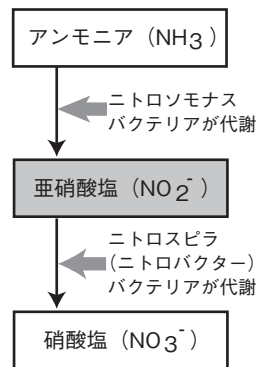 アンモニア（NH3）
ニトロソモナス
バクテリアが代謝
亜硝酸塩（NO2-）
ニトロスピラ
（ニトロバクター）
バクテリアが代謝
硝酸塩（NO3-）